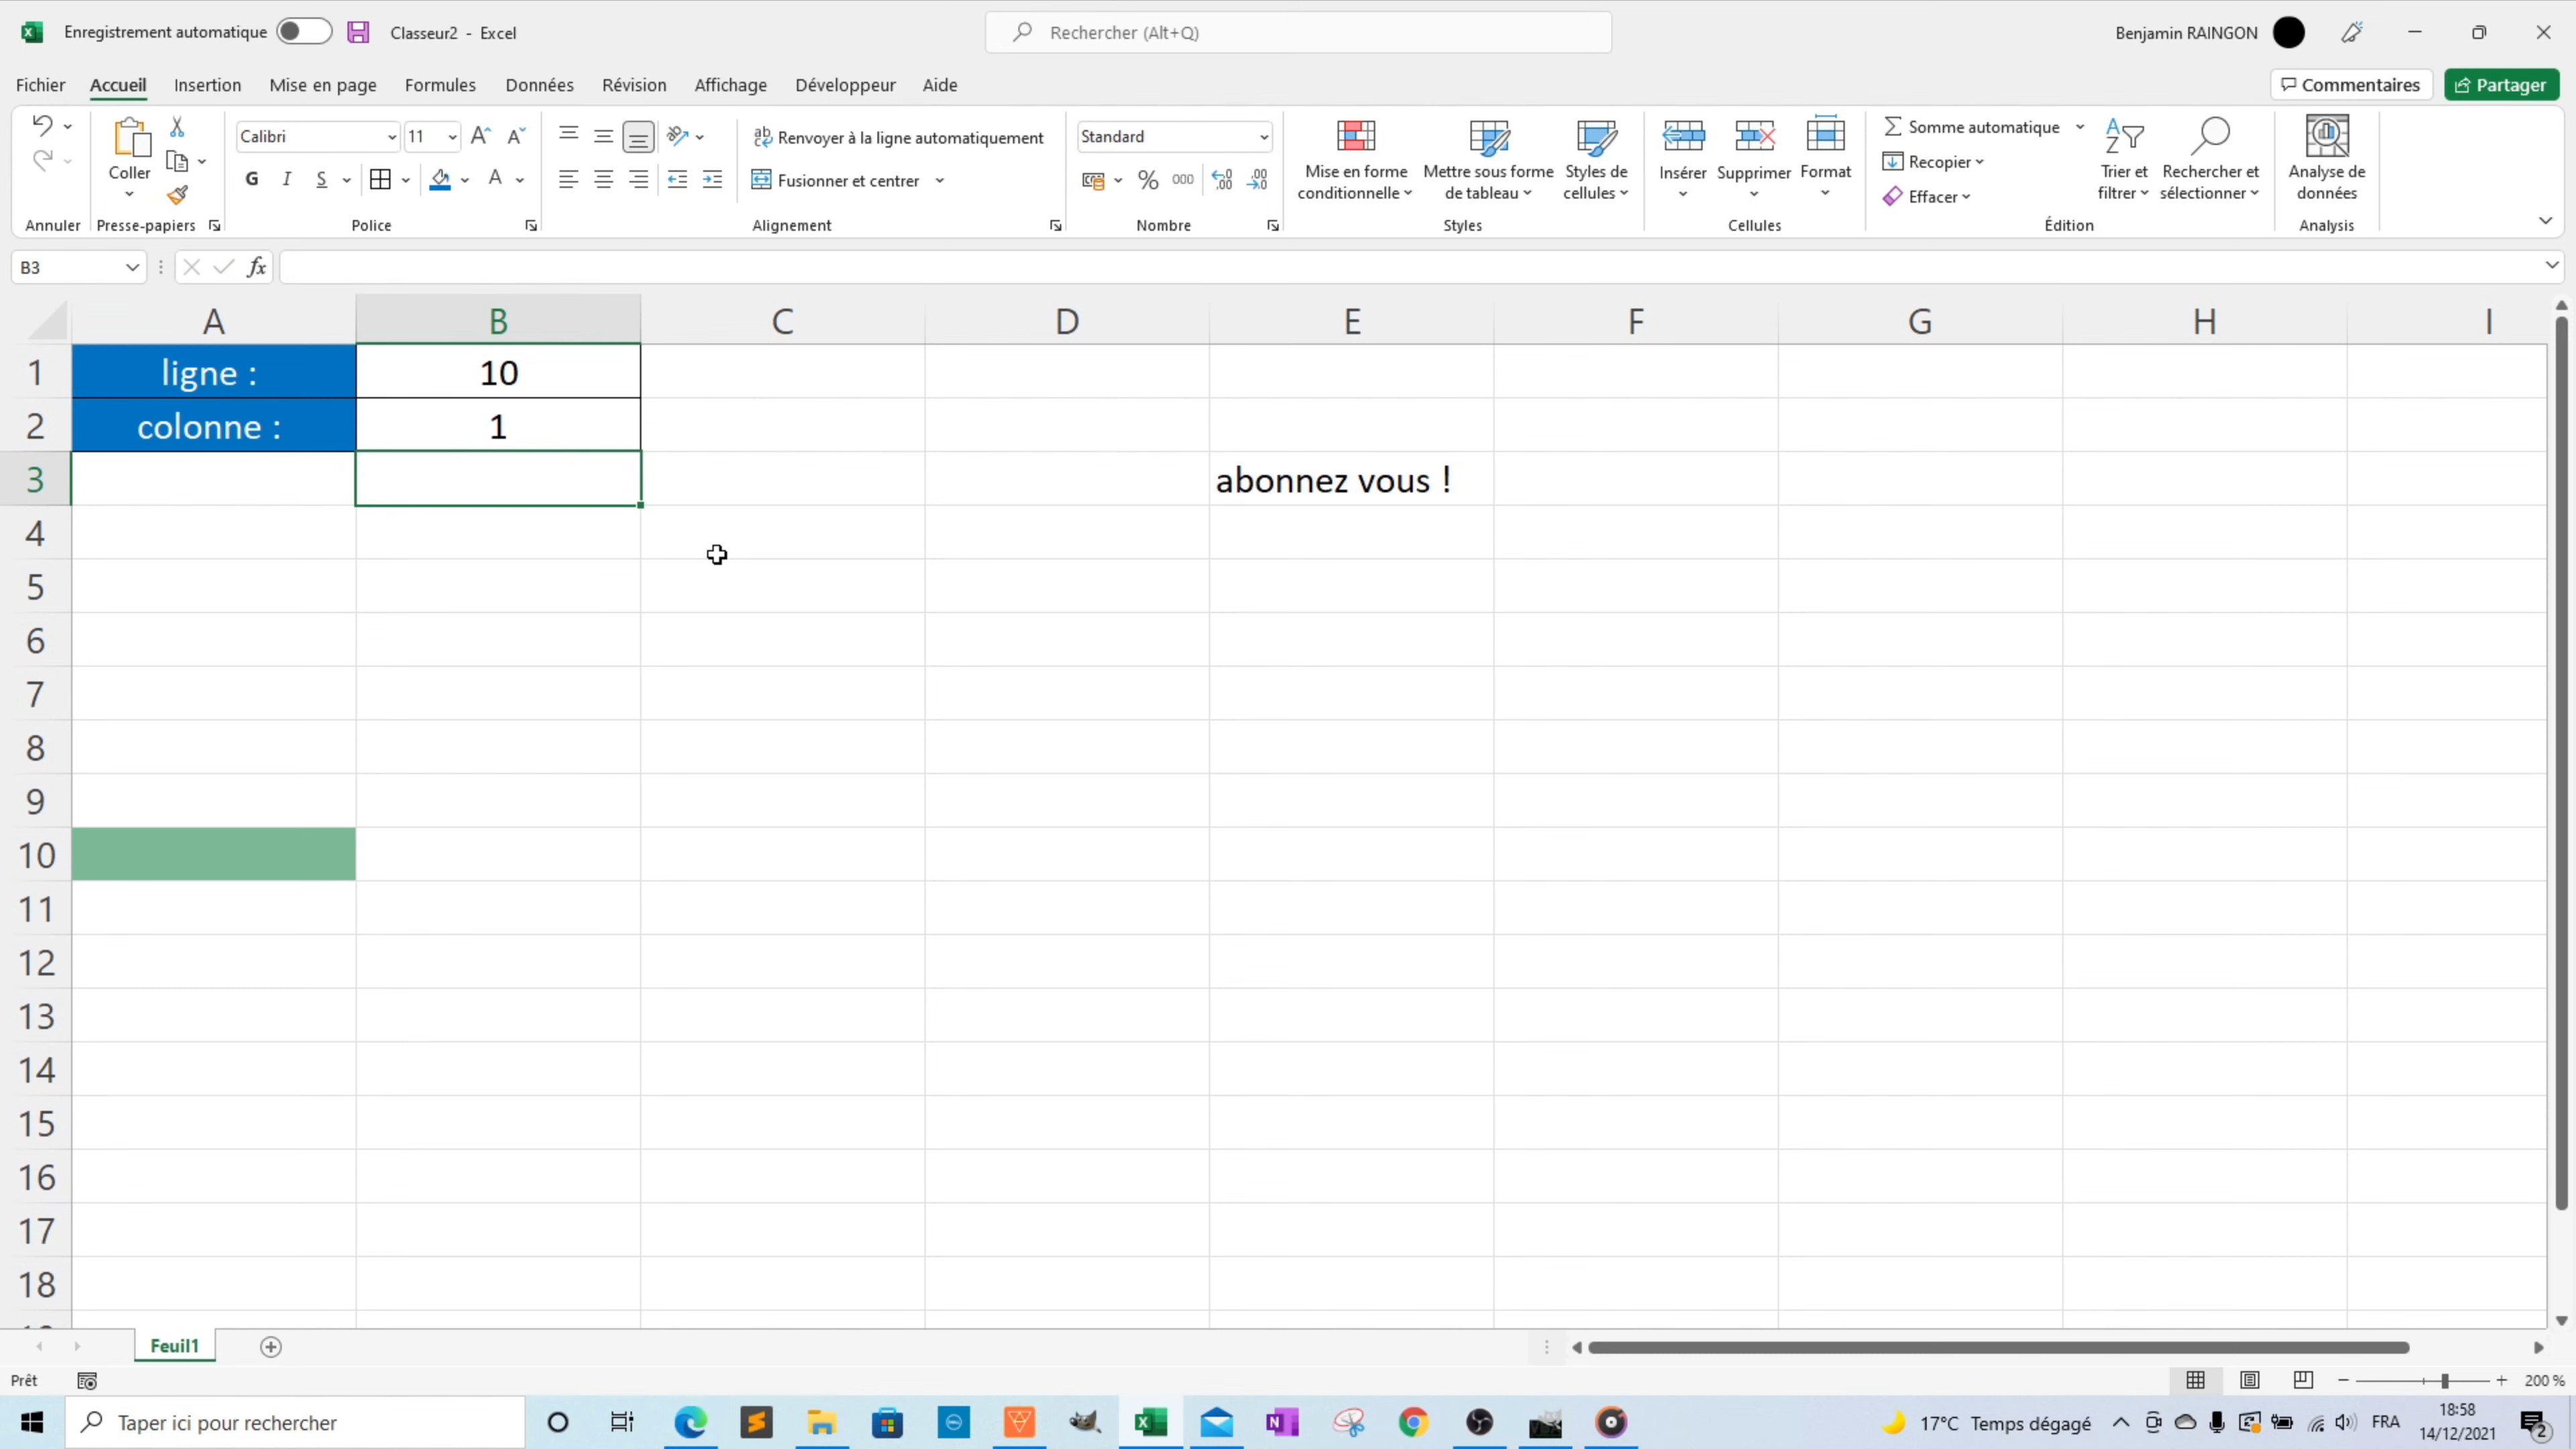 Enregistrement automatique Classeur2 - Excel Rechercher (Alt+Q) Benjamin RAINGON
Fichier Accueil Insertion Mise en page Formules Données Révision Affichage Développeur Aide Commentaires Partager
Calibri 11 Renvoyer à la ligne automatiquement Standard Somme automatique
Coller Mise en forme conditionnelle Mettre sous forme de tableau Styles de cellules Insérer Supprimer Format Recopier Trier et filtrer Rechercher et sélectionner Analyse de données
G I S A Fusionner et centrer % 000 Effacer
Annuler Presse-papiers Police Alignement Nombre Styles Cellules Édition Analysis
B3 fx
A B C D E F G H I
1 ligne : 10
2 colonne : 1
3 abonnez vous !
4
5
6
7
8
9
10
11
12
13
14
15
16
17
18
Feuil1
Prêt 200 %
Taper ici pour rechercher 17°C Temps dégagé FRA 18:58
14/12/2021 2